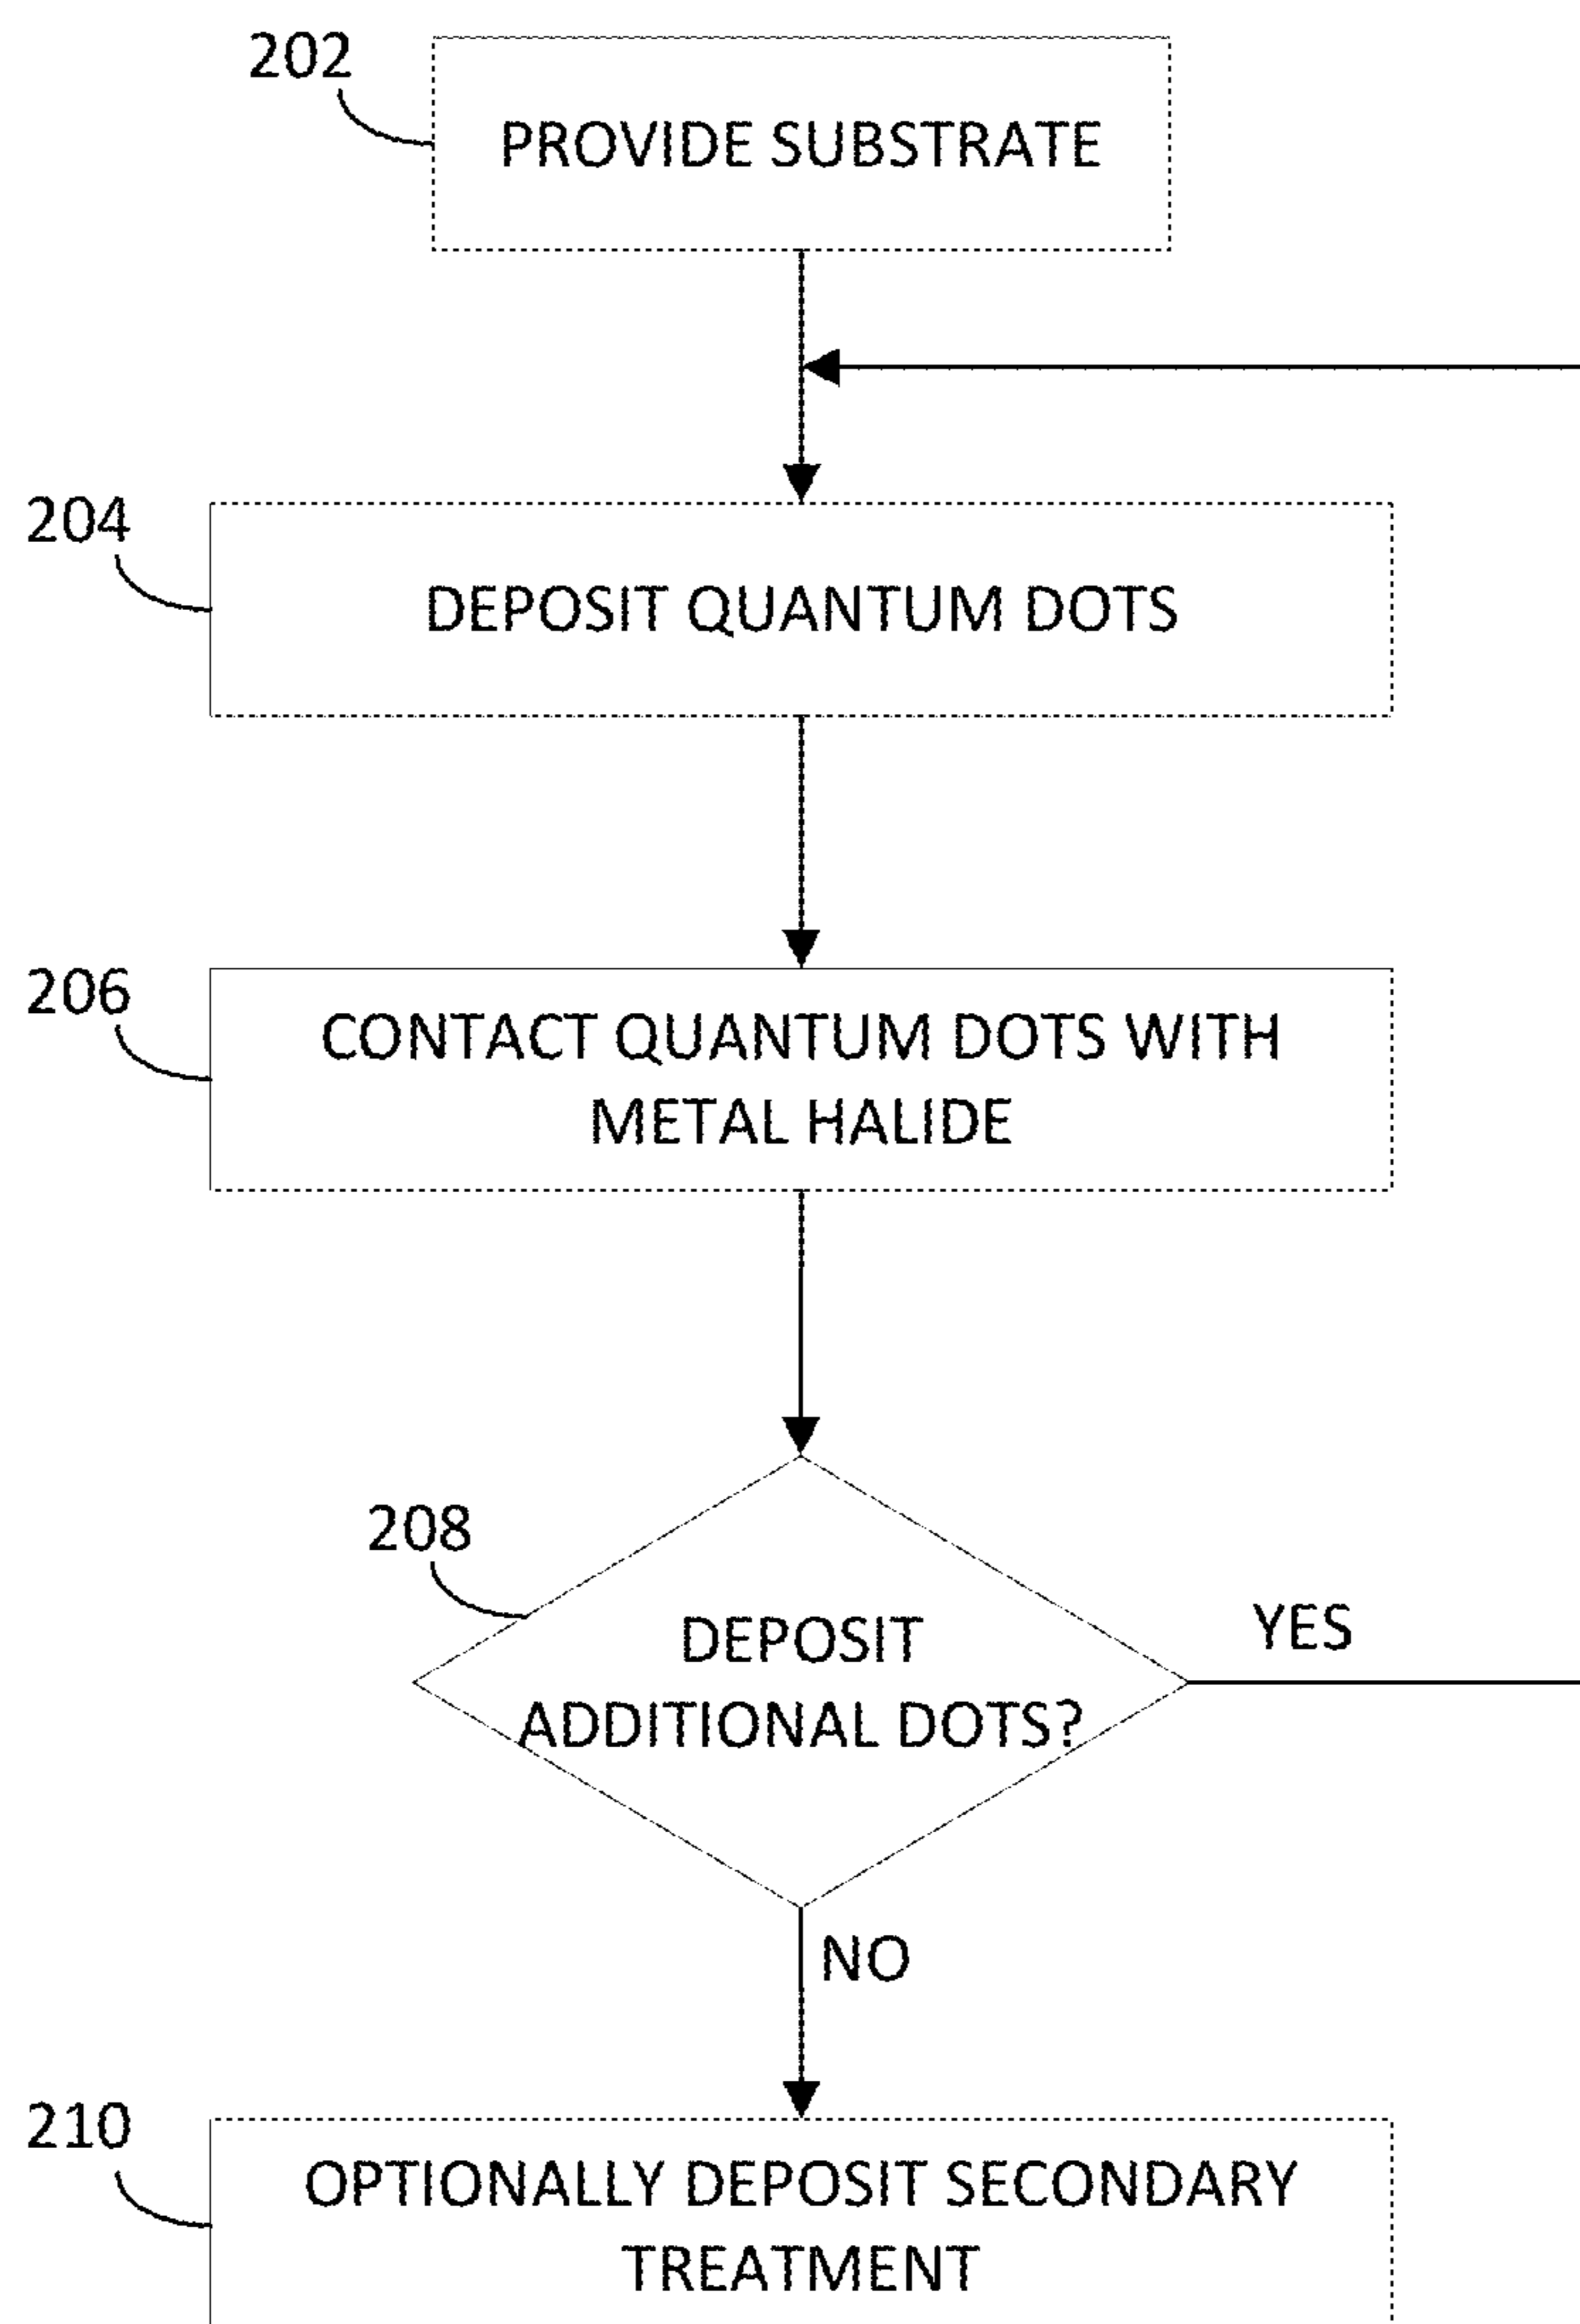 202
PROVIDE SUBSTRATE
204
DEPOSIT QUANTUM DOTS
206
CONTACT QUANTUM DOTS WITH
METAL HALIDE
208
DEPOSIT
ADDITIONAL DOTS?
YES
NO
210
OPTIONALLY DEPOSIT SECONDARY
TREATMENT